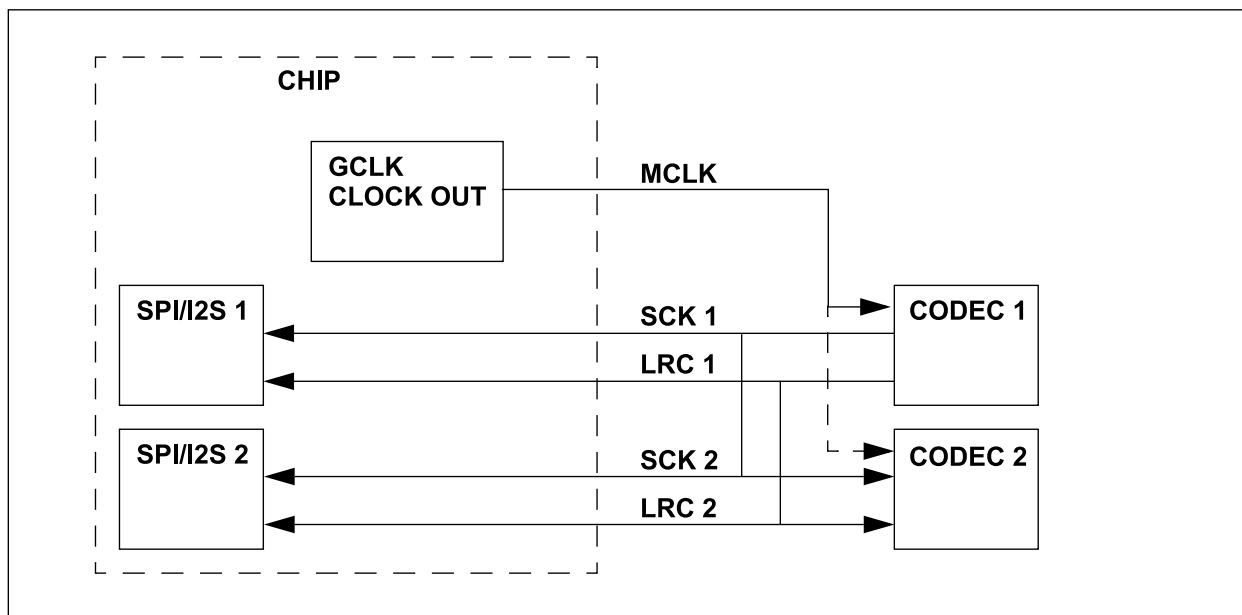 CHIP
GCLK
CLOCK OUT
MCLK
SPI/I2S 1
SCK 1
LRC 1
CODEC 1
SPI/I2S 2
SCK 2
LRC 2
CODEC 2